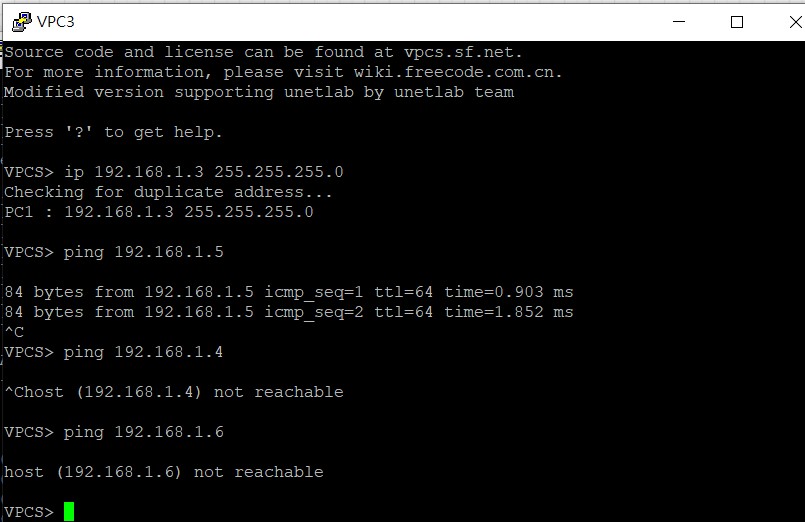 VPC3
Source code and license can be found at vpcs.sf.net.
For more information, please visit wiki.freecode.com.cn.
Modified version supporting unetlab by unetlab team
Press '?' to get help.
VPCS> ip 192.168.1.3 255.255.255.0
Checking for duplicate address...
PC1 : 192.168.1.3 255.255.255.0
VPCS> ping 192.168.1.5
84 bytes from 192.168.1.5 icmp_seq=1 ttl=64 time=0.903 ms
84 bytes from 192.168.1.5 icmp_seq=2 ttl=64 time=1.852 ms
^C
VPCS> ping 192.168.1.4
^Chost (192.168.1.4) not reachable
VPCS> ping 192.168.1.6
host (192.168.1.6) not reachable
VPCS>